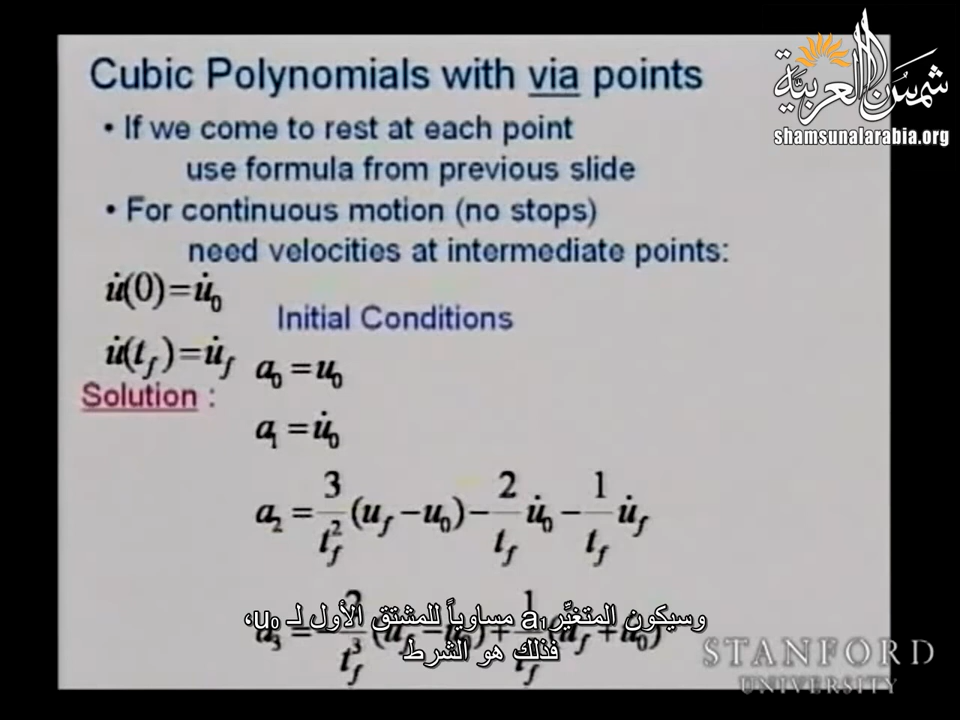 شمس العربية
shamsunalarabia.org
Cubic Polynomials with via points
• If we come to rest at each point
use formula from previous slide
• For continuous motion (no stops)
need velocities at intermediate points:
u̇(0)=u̇₀
Initial Conditions
u̇(t_f)=u̇_f
a₀ = u₀
Solution :
a₁ = u̇₀
a₂ = 3/t_f² (u_f − u₀) − 2/t_f u̇₀ − 1/t_f u̇_f
وسيكون المتغيِّر a₁ مساوياً للمشتق الأول لـ u₀،
فذلك هو الشرط
STANFORD
UNIVERSITY